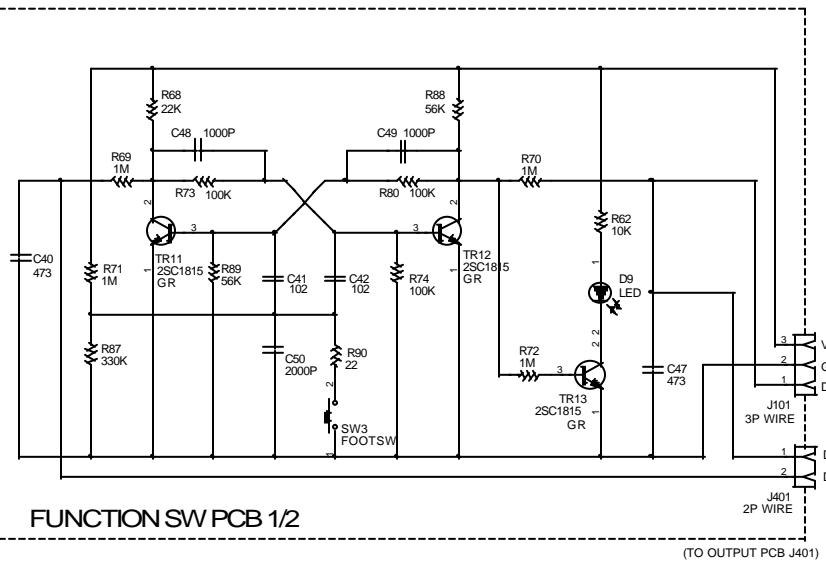 R68
22K
R88
56K
C48 1000P
C49 1000P
R69
1M
R73 100K
R80 100K
R70
1M
2
2
3
3
TR11
2SC1815
GR
TR12
2SC1815
GR
1
1
R62
10K
C40
473
R71
1M
R89
56K
C41
102
C42
102
R74
100K
D9
LED
R87
330K
C50
2000P
R90
22
2
2
2
R72
1M
3
TR13
2SC1815
GR
1
C47
473
SW3
FOOTSW
1
3
2
1
J101
3P WIRE
1
2
J401
2P WIRE
FUNCTION SW PCB 1/2
(TO OUTPUT PCB J401)